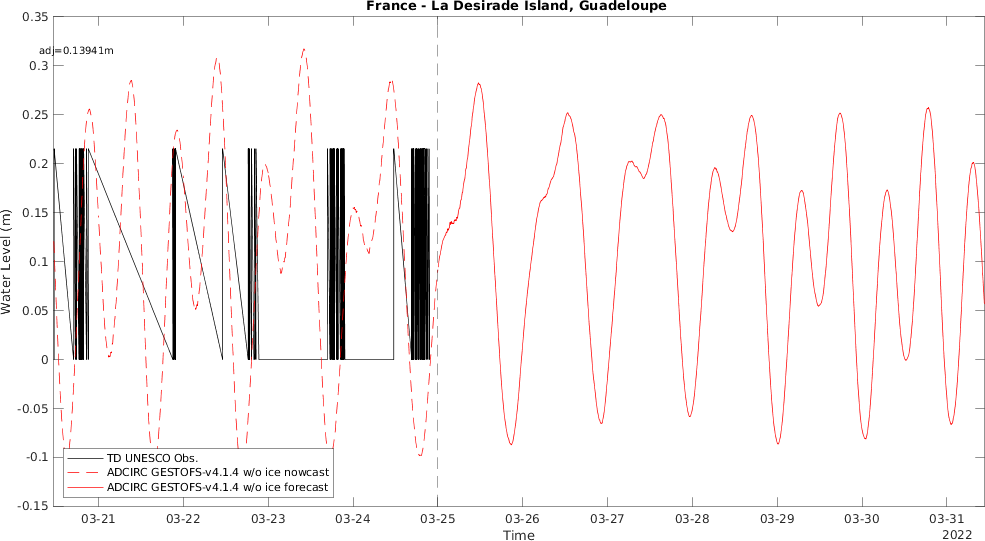 France - La Desirade Island, Guadeloupe
0.35
adj=0.13941m
0.3
0.25
0.2
0.15
0.1
0.05
0
-0.05
-0.1
-0.15
Water Level (m)
TD UNESCO Obs.
ADCIRC GESTOFS-v4.1.4 w/o ice nowcast
ADCIRC GESTOFS-v4.1.4 w/o ice forecast
03-21 03-22 03-23 03-24 03-25 03-26 03-27 03-28 03-29 03-30 03-31
Time
2022